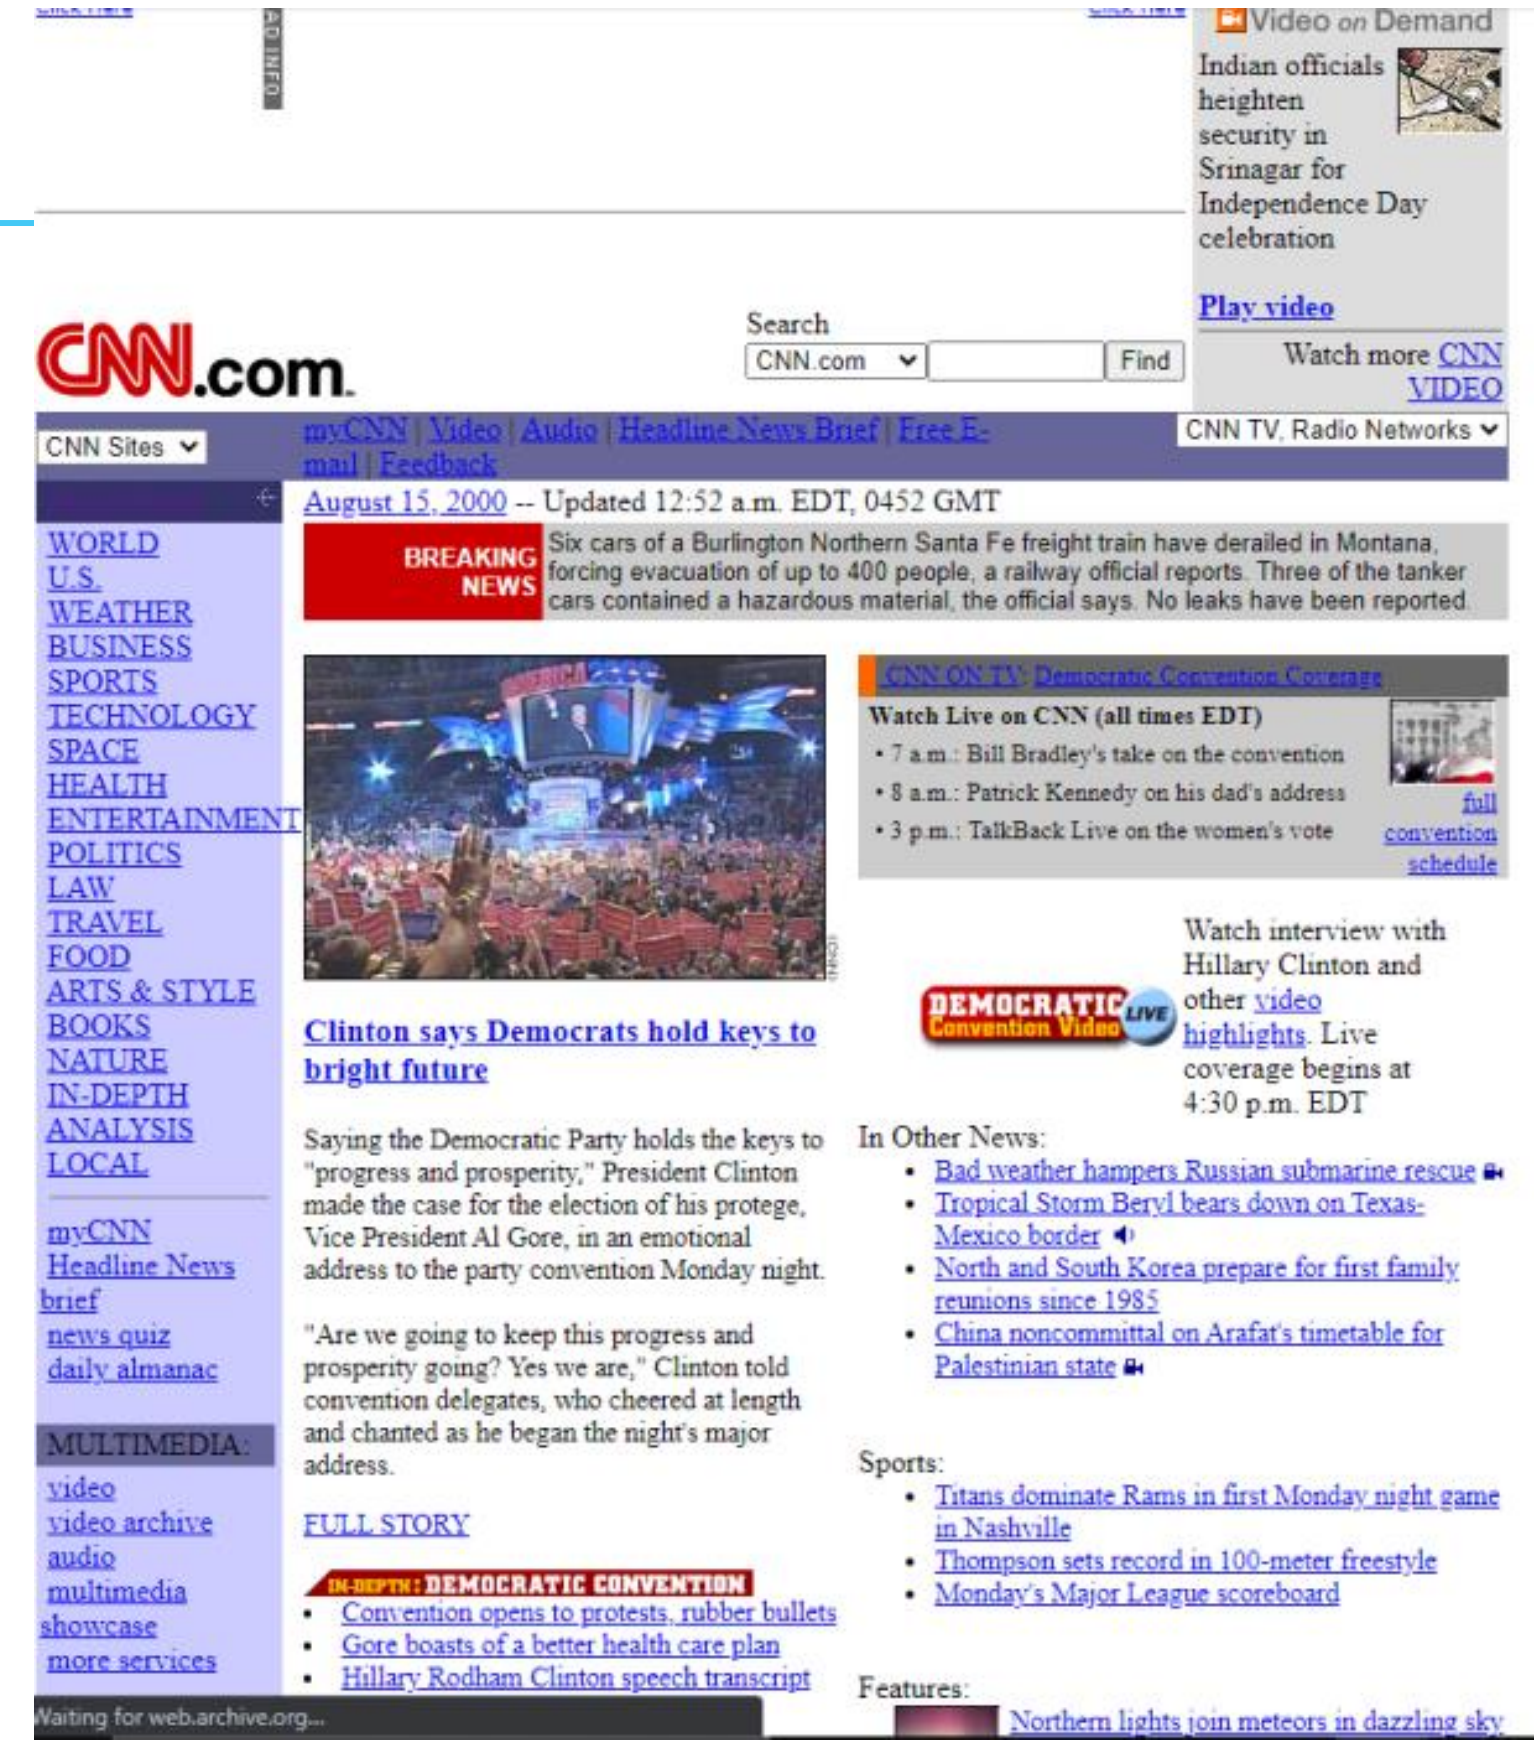 Click Here
AD INFO
Click Here
Video on Demand
Indian officials
heighten
security in
Srinagar for
Independence Day
celebration
Play video
Watch more CNN
VIDEO
CNN.com
Search
CNN.com
Find
CNN Sites
myCNN | Video | Audio | Headline News Brief | Free E-
mail | Feedback
CNN TV, Radio Networks
August 15, 2000 -- Updated 12:52 a.m. EDT, 0452 GMT
WORLD
U.S.
WEATHER
BUSINESS
SPORTS
TECHNOLOGY
SPACE
HEALTH
ENTERTAINMENT
POLITICS
LAW
TRAVEL
FOOD
ARTS & STYLE
BOOKS
NATURE
IN-DEPTH
ANALYSIS
LOCAL
myCNN
Headline News
brief
news quiz
daily almanac
MULTIMEDIA:
video
video archive
audio
multimedia
showcase
more services
BREAKING
NEWS
Six cars of a Burlington Northern Santa Fe freight train have derailed in Montana,
forcing evacuation of up to 400 people, a railway official reports. Three of the tanker
cars contained a hazardous material, the official says. No leaks have been reported.
AMERICA 2000
(CNN)
Clinton says Democrats hold keys to
bright future
Saying the Democratic Party holds the keys to
"progress and prosperity," President Clinton
made the case for the election of his protege,
Vice President Al Gore, in an emotional
address to the party convention Monday night.
"Are we going to keep this progress and
prosperity going? Yes we are," Clinton told
convention delegates, who cheered at length
and chanted as he began the night's major
address.
FULL STORY
IN-DEPTH: DEMOCRATIC CONVENTION
• Convention opens to protests, rubber bullets
• Gore boasts of a better health care plan
• Hillary Rodham Clinton speech transcript
CNN ON TV: Democratic Convention Coverage
Watch Live on CNN (all times EDT)
• 7 a.m.: Bill Bradley's take on the convention
• 8 a.m.: Patrick Kennedy on his dad's address
• 3 p.m.: TalkBack Live on the women's vote
full
convention
schedule
DEMOCRATIC
Convention Video
LIVE
Watch interview with
Hillary Clinton and
other video
highlights. Live
coverage begins at
4:30 p.m. EDT
In Other News:
• Bad weather hampers Russian submarine rescue
• Tropical Storm Beryl bears down on Texas-
Mexico border
• North and South Korea prepare for first family
reunions since 1985
• China noncommittal on Arafat's timetable for
Palestinian state
Sports:
• Titans dominate Rams in first Monday night game
in Nashville
• Thompson sets record in 100-meter freestyle
• Monday's Major League scoreboard
Features:
Northern lights join meteors in dazzling sky
Waiting for web.archive.org...